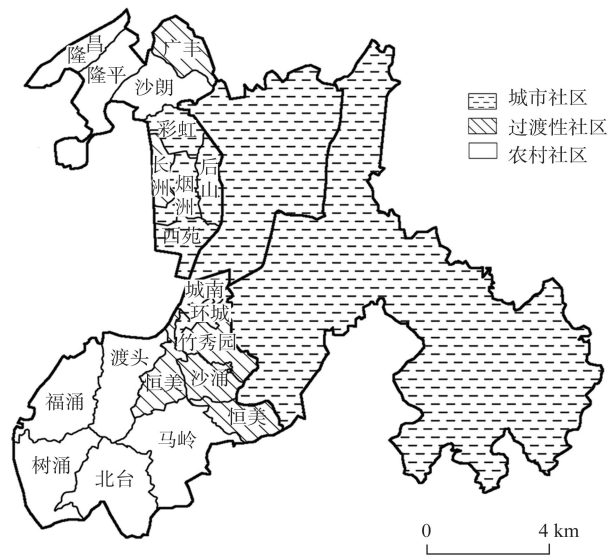 隆昌
隆平
广丰
沙朗
彩虹
长洲
烟洲
后山
西苑
城南
环城
竹秀园
渡头
恒美
沙涌
恒美
福涌
马岭
树涌
北台
城市社区
过渡性社区
农村社区
0 4 km